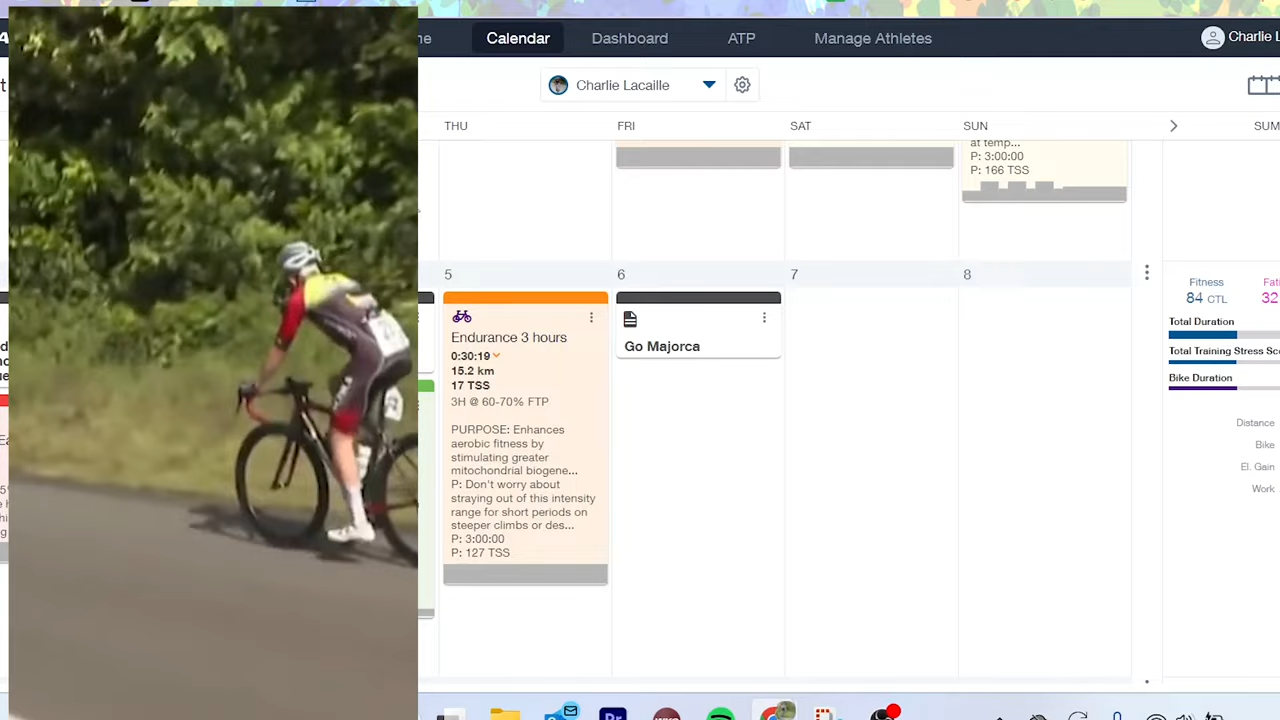 Calendar
Dashboard
ATP
Manage Athletes
Charlie L
Charlie Lacaille
THU
FRI
SAT
SUN
SUM
at temp...
P: 3:00:00
P: 166 TSS
5
6
7
8
Endurance 3 hours
0:30:19
15.2 km
17 TSS
3H @ 60-70% FTP
PURPOSE: Enhances
aerobic fitness by
stimulating greater
mitochondrial biogene...
P: Don't worry about
straying out of this intensity
range for short periods on
steeper climbs or des...
P: 3:00:00
P: 127 TSS
Go Majorca
Fitness
84 CTL
Fati
32
Total Duration
Total Training Stress Sco
Bike Duration
Distance
Bike
El. Gain
Work